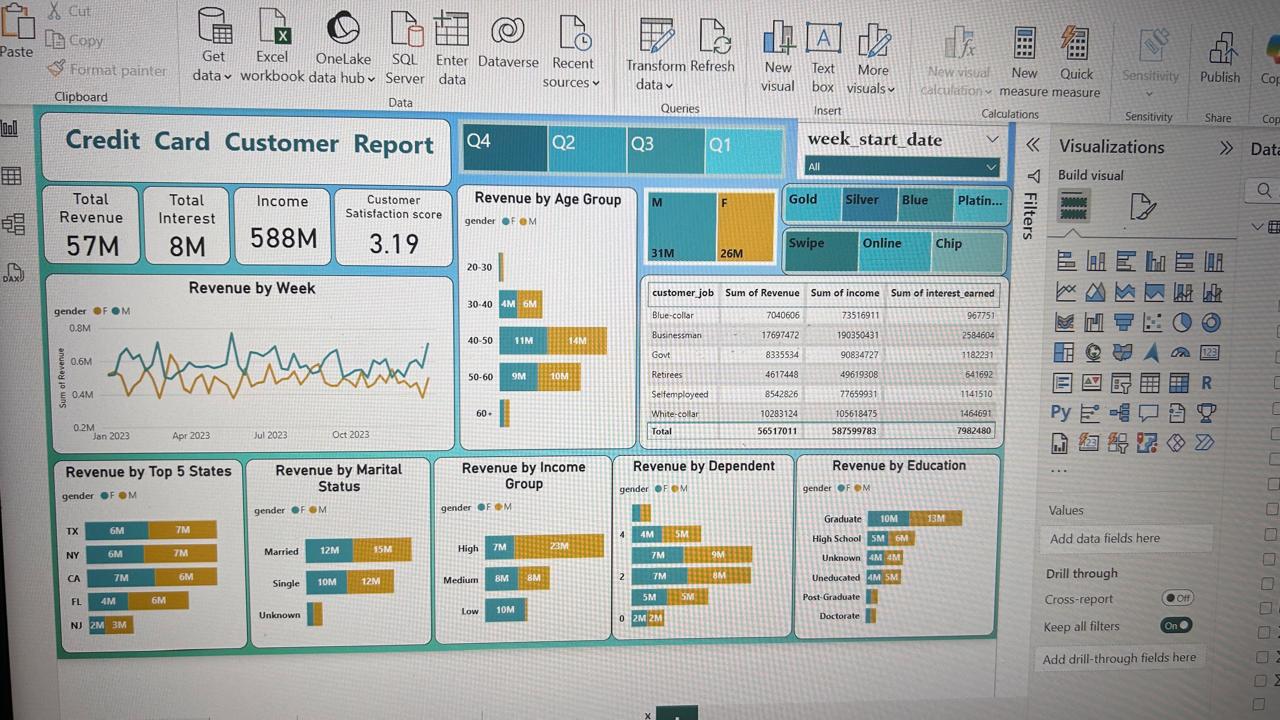 Cut
Copy
Format painter
Paste
Clipboard
Get data
Excel workbook
OneLake data hub
SQL Server
Enter data
Dataverse
Recent sources
Data
Transform data
Refresh
Queries
New visual
Text box
More visuals
Insert
New visual calculation
New measure
Quick measure
Calculations
Sensitivity
Sensitivity
Publish
Share
Cop
Cop
Credit Card Customer Report
Q4 Q2 Q3 Q1
week_start_date
All
Total Revenue
57M
Total Interest
8M
Income
588M
Customer Satisfaction score
3.19
Revenue by Age Group
gender F M
20-30
30-40 4M 6M
40-50 11M 14M
50-60 9M 10M
60+
M F
31M 26M
Gold Silver Blue Platin...
Swipe Online Chip
Revenue by Week
gender F M
0.8M
0.6M
0.4M
0.2M
Sum of Revenue
Jan 2023 Apr 2023 Jul 2023 Oct 2023
customer_job Sum of Revenue Sum of income Sum of interest_earned
Blue-collar 7040606 73516911 967751
Businessman 17697472 190350431 2584604
Govt 8335534 90834727 1182231
Retirees 4617448 49619308 641692
Selfemployeed 8542826 77659931 1141510
White-collar 10283124 105618475 1464691
Total 56517011 587599783 7982480
Revenue by Top 5 States
gender F M
TX 6M 7M
NY 6M 7M
CA 7M 6M
FL 4M 6M
NJ 2M 3M
Revenue by Marital Status
gender F M
Married 12M 15M
Single 10M 12M
Unknown
Revenue by Income Group
gender F M
High 7M 23M
Medium 8M 8M
Low 10M
Revenue by Dependent
gender F M
4 4M 5M
7M 9M
2 7M 8M
5M 5M
0 2M 2M
Revenue by Education
gender F M
Graduate 10M 13M
High School 5M 6M
Unknown 4M 4M
Uneducated 4M 5M
Post-Graduate
Doctorate
Filters
Visualizations
Build visual
123
R
Py
Values
Add data fields here
Drill through
Cross-report Off
Keep all filters On
Add drill-through fields here
Data
DAX
x